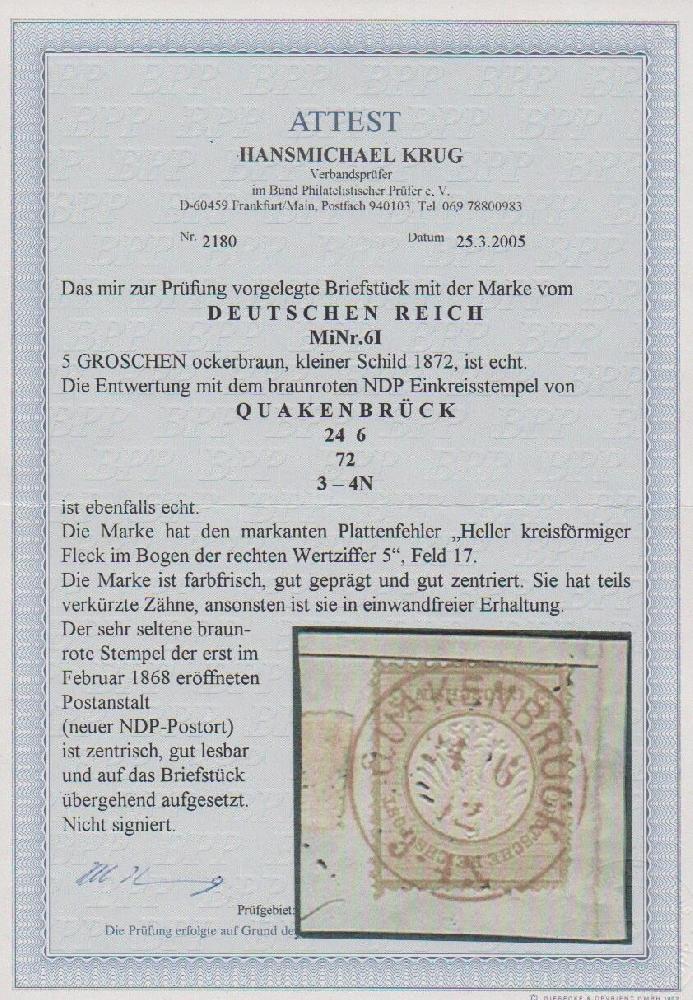 ATTEST
HANSMICHAEL KRUG
Verbandsprüfer
im Bund Philatelistischer Prüfer e. V.
D-60459 Frankfurt/Main, Postfach 940103, Tel. 069 78800983
Nr. 2180 Datum 25.3.2005
Das mir zur Prüfung vorgelegte Briefstück mit der Marke vom
DEUTSCHEN REICH
MiNr.6I
5 GROSCHEN ockerbraun, kleiner Schild 1872, ist echt.
Die Entwertung mit dem braunroten NDP Einkreisstempel von
QUAKENBRÜCK
24 6
72
3 – 4N
ist ebenfalls echt.
Die Marke hat den markanten Plattenfehler „Heller kreisförmiger
Fleck im Bogen der rechten Wertziffer 5“, Feld 17.
Die Marke ist farbfrisch, gut geprägt und gut zentriert. Sie hat teils
verkürzte Zähne, ansonsten ist sie in einwandfreier Erhaltung.
Der sehr seltene braun-
rote Stempel der erst im
Februar 1868 eröffneten
Postanstalt
(neuer NDP-Postort)
ist zentrisch, gut lesbar
und auf das Briefstück
übergehend aufgesetzt.
Nicht signiert.
QUAKENBRÜCK
Prüfgebiet:
Die Prüfung erfolgte auf Grund de